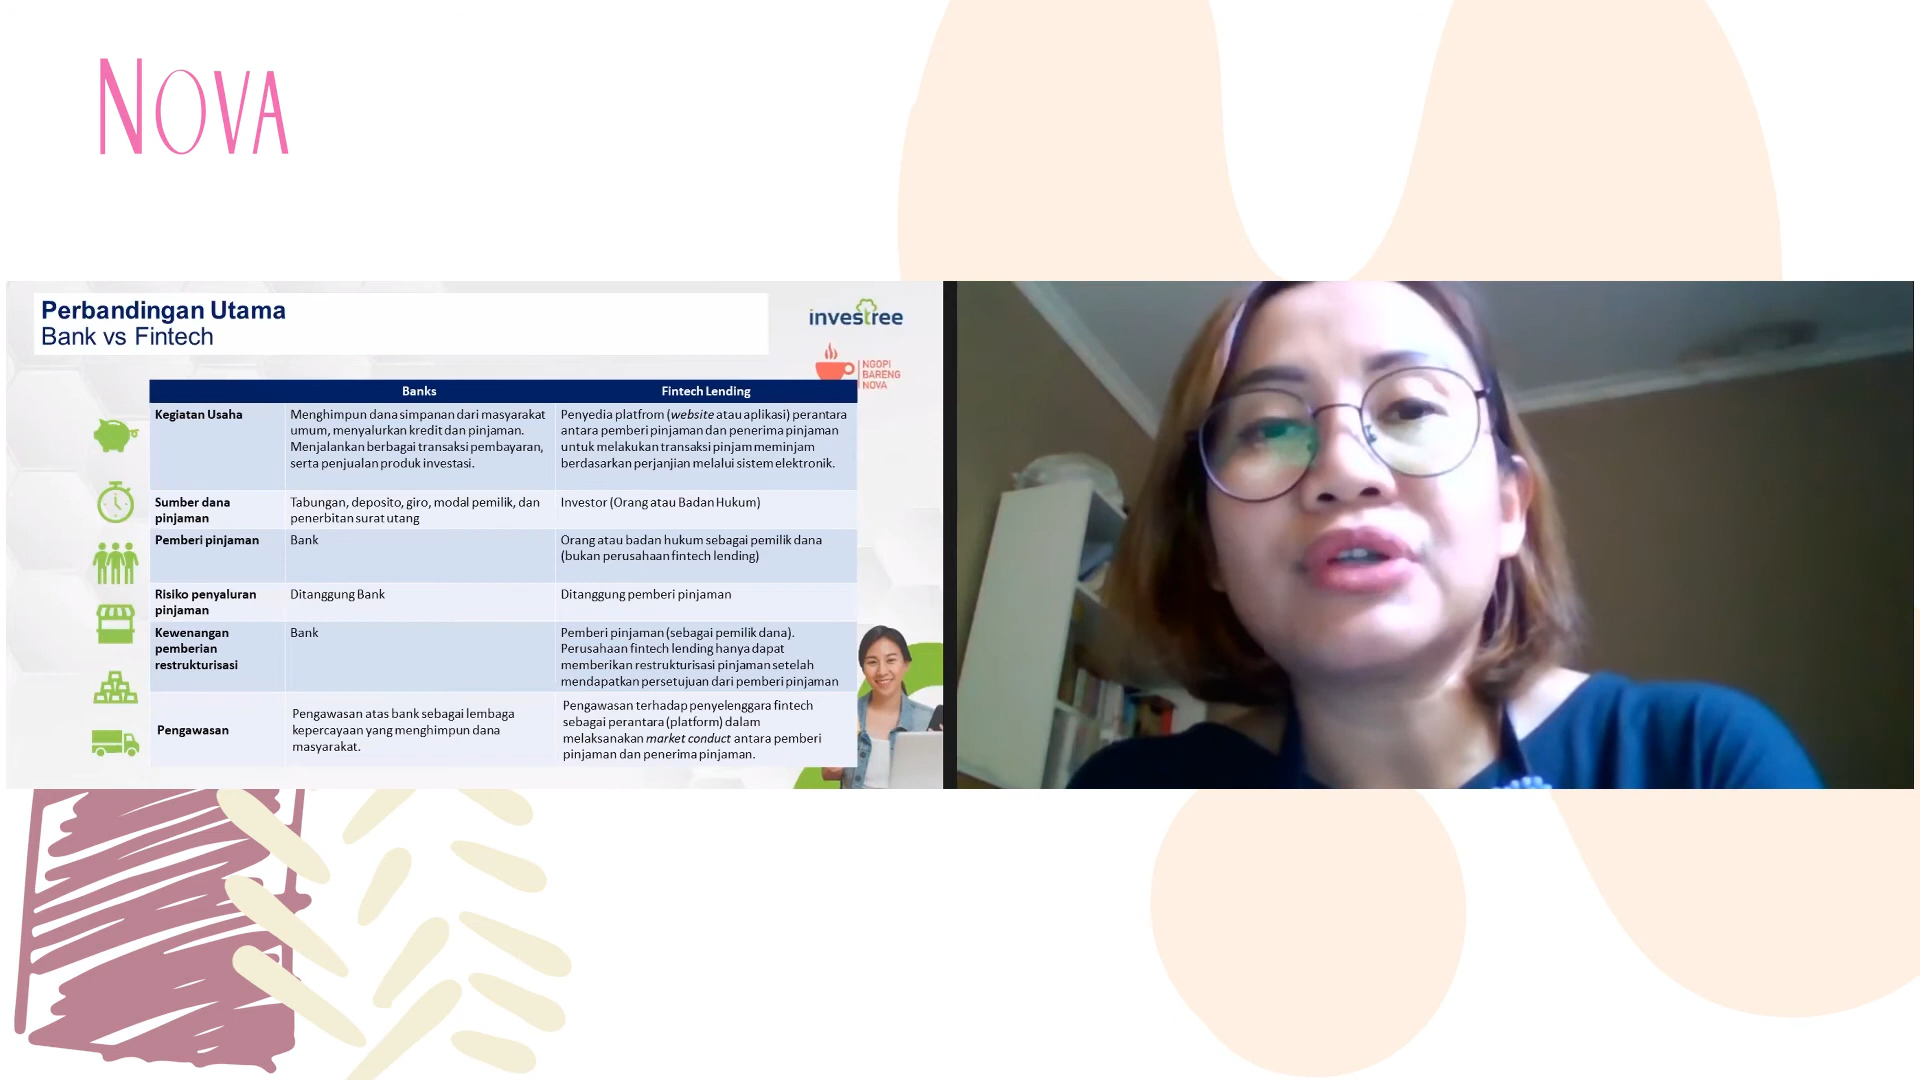 NOVA
Perbandingan Utama
Bank vs Fintech
investree
NGOPI
BARENG
NOVA
Banks
Fintech Lending
Kegiatan Usaha
Menghimpun dana simpanan dari masyarakat
umum, menyalurkan kredit dan pinjaman.
Menjalankan berbagai transaksi pembayaran,
serta penjualan produk investasi.
Penyedia platfrom (website atau aplikasi) perantara
antara pemberi pinjaman dan penerima pinjaman
untuk melakukan transaksi pinjam meminjam
berdasarkan perjanjian melalui sistem elektronik.
Sumber dana
pinjaman
Tabungan, deposito, giro, modal pemilik, dan
penerbitan surat utang
Investor (Orang atau Badan Hukum)
Pemberi pinjaman
Bank
Orang atau badan hukum sebagai pemilik dana
(bukan perusahaan fintech lending)
Risiko penyaluran
pinjaman
Ditanggung Bank
Ditanggung pemberi pinjaman
Kewenangan
pemberian
restrukturisasi
Bank
Pemberi pinjaman (sebagai pemilik dana).
Perusahaan fintech lending hanya dapat
memberikan restrukturisasi pinjaman setelah
mendapatkan persetujuan dari pemberi pinjaman
Pengawasan
Pengawasan atas bank sebagai lembaga
kepercayaan yang menghimpun dana
masyarakat.
Pengawasan terhadap penyelenggara fintech
sebagai perantara (platform) dalam
melaksanakan market conduct antara pemberi
pinjaman dan penerima pinjaman.